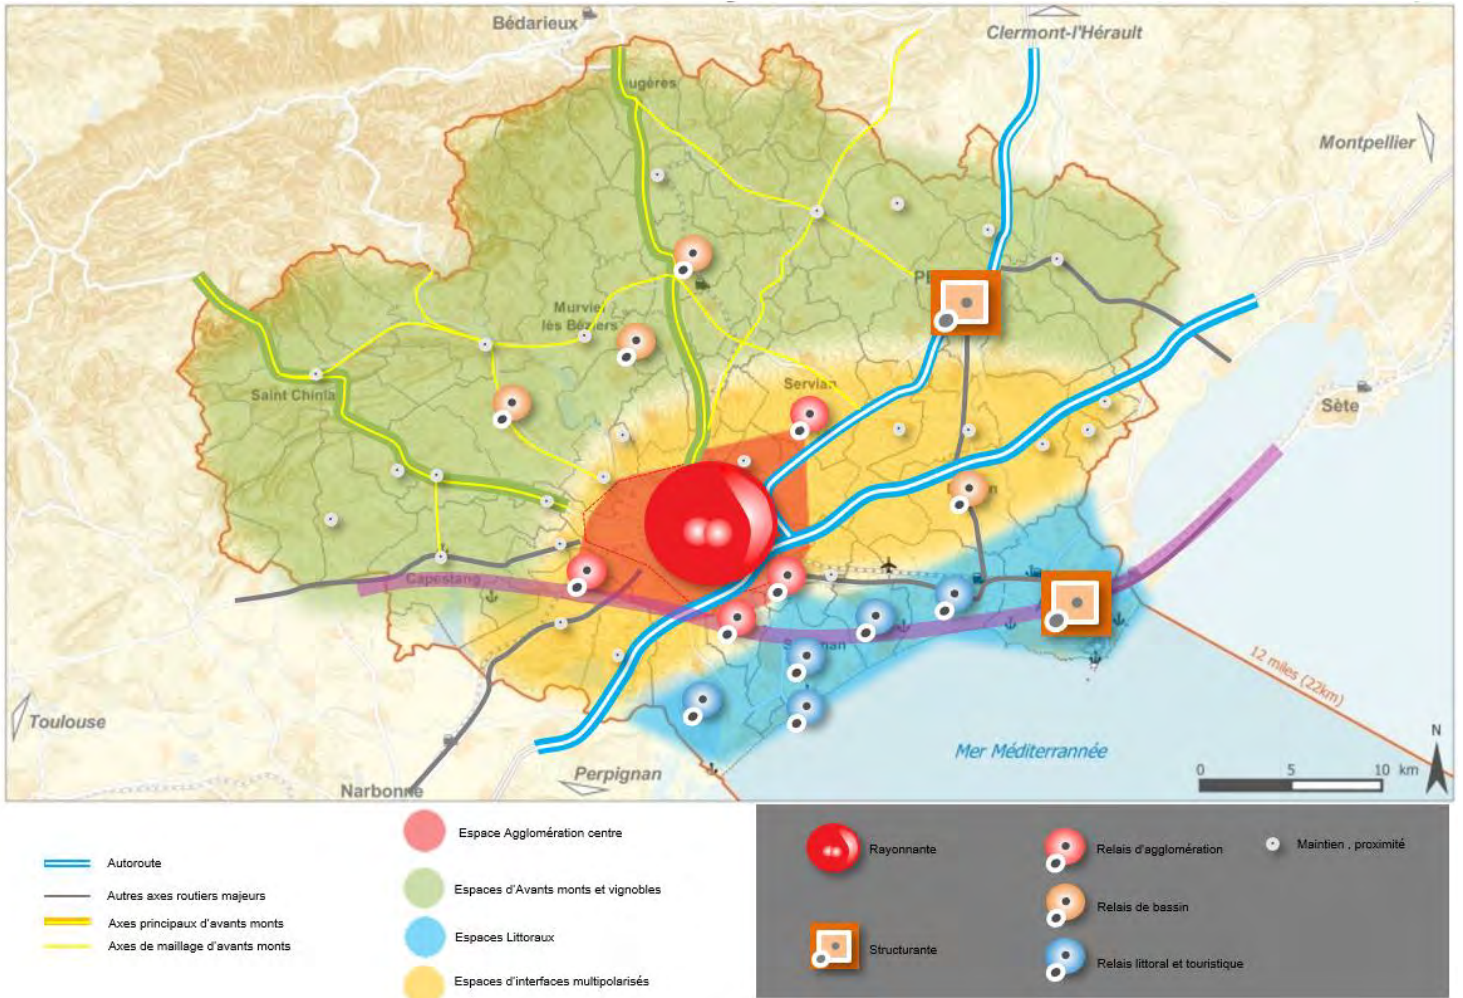 Bédarieux
Clermont-l'Hérault
ugères
Montpellier
Murviel
lès Béziers
Saint Chinia
Servian
Sète
Capestang
12 miles (22km)
Toulouse
Mer Méditerrannée
N
Perpignan
0 5 10 km
Narbonne
Autoroute
Autres axes routiers majeurs
Axes principaux d'avants monts
Axes de maillage d'avants monts
Espace Agglomération centre
Espaces d'Avants monts et vignobles
Espaces Littoraux
Espaces d'interfaces multipolarisés
Rayonnante
Structurante
Relais d'agglomération
Relais de bassin
Relais littoral et touristique
Maintien , proximité